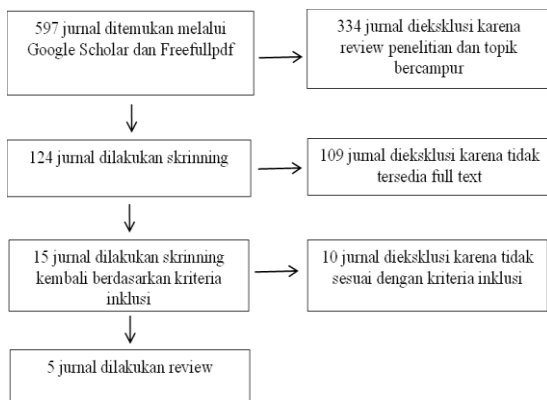 597 jurnal ditemukan melalui
Google Scholar dan Freefullpdf
334 jurnal dieksklusi karena
review penelitian dan topik
bercampur
124 jurnal dilakukan skrinning
109 jurnal dieksklusi karena tidak
tersedia full text
15 jurnal dilakukan skrinning
kembali berdasarkan kriteria
inklusi
10 jurnal dieksklusi karena tidak
sesuai dengan kriteria inklusi
5 jurnal dilakukan review